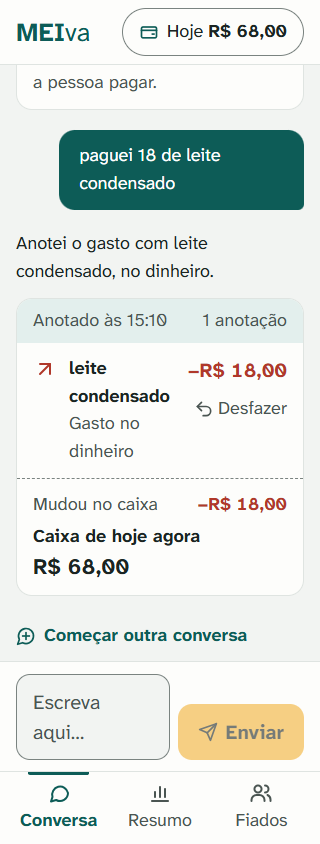 MEIva
Hoje R$ 68,00
a pessoa pagar.
paguei 18 de leite
condensado
Anotei o gasto com leite
condensado, no dinheiro.
Anotado às 15:10
1 anotação
leite
condensado
−R$ 18,00
Gasto no
dinheiro
Desfazer
Mudou no caixa
−R$ 18,00
Caixa de hoje agora
R$ 68,00
Começar outra conversa
Escreva
aqui...
Enviar
Conversa
Resumo
Fiados